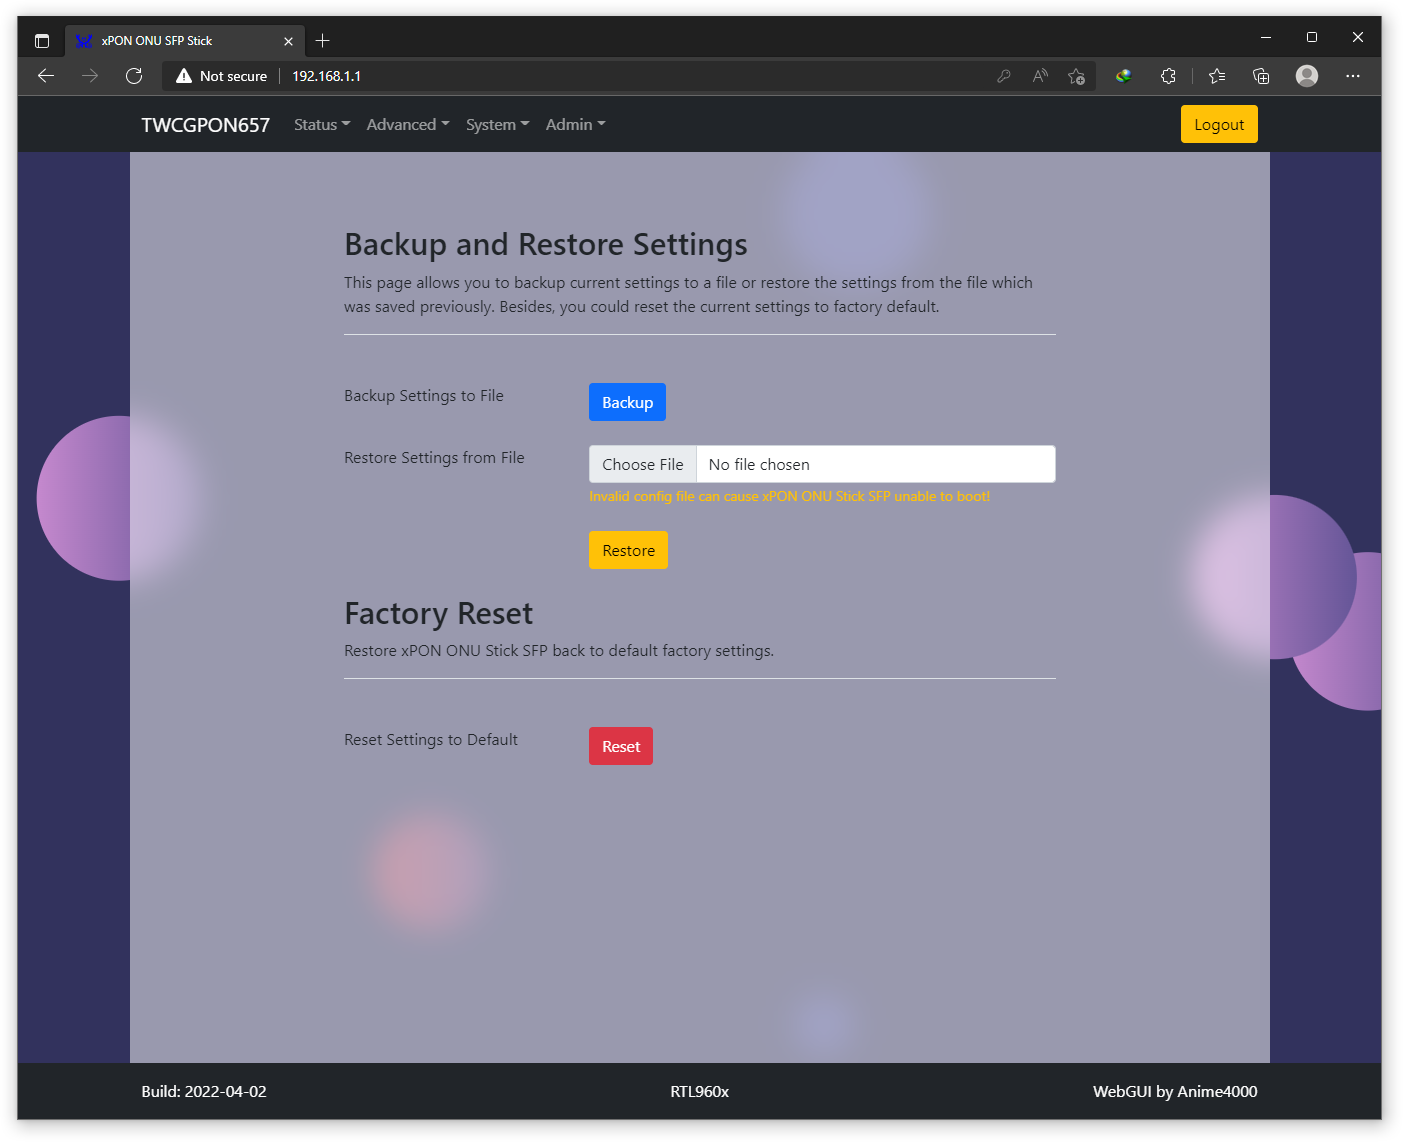 xPON ONU SFP Stick
Not secure
192.168.1.1
TWCGPON657
Status
Advanced
System
Admin
Logout
Backup and Restore Settings
This page allows you to backup current settings to a file or restore the settings from the file which
was saved previously. Besides, you could reset the current settings to factory default.
Backup Settings to File
Backup
Restore Settings from File
Choose File
No file chosen
Invalid config file can cause xPON ONU Stick SFP unable to boot!
Restore
Factory Reset
Restore xPON ONU Stick SFP back to default factory settings.
Reset Settings to Default
Reset
Build: 2022-04-02
RTL960x
WebGUI by Anime4000